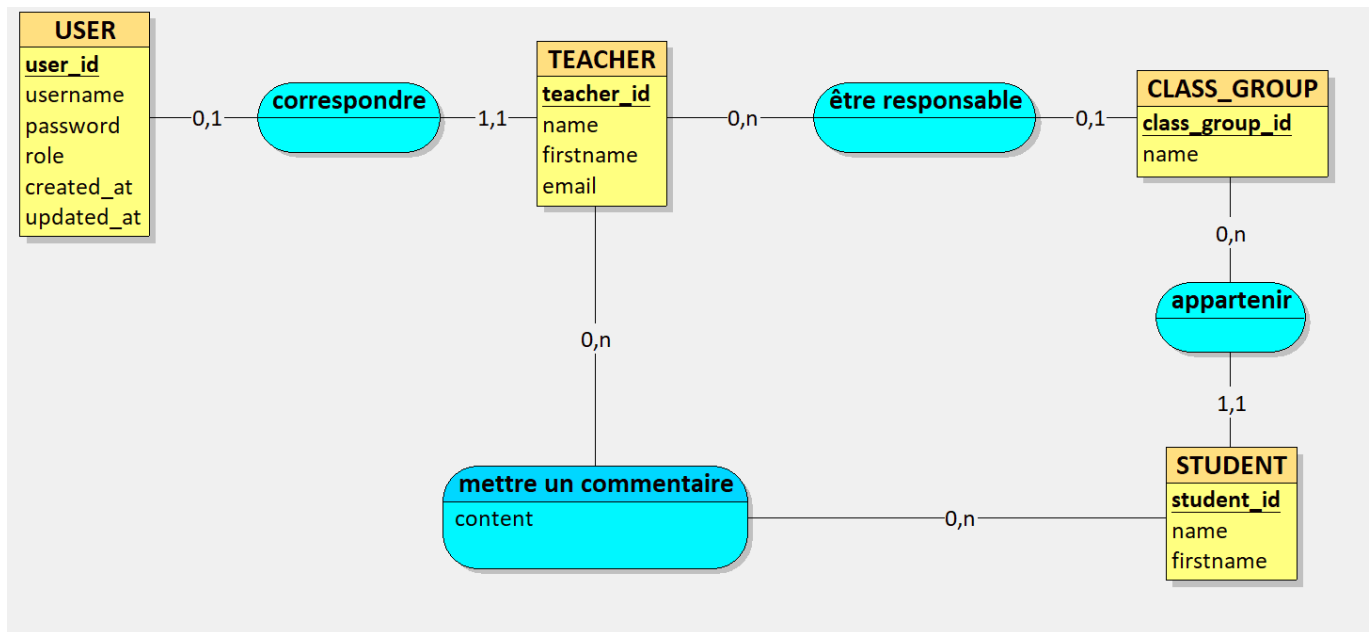 USER
user_id
username
password
role
created_at
updated_at
0,1
correspondre
1,1
TEACHER
teacher_id
name
firstname
email
0,n
être responsable
0,1
CLASS_GROUP
class_group_id
name
0,n
appartenir
1,1
0,n
mettre un commentaire
content
0,n
STUDENT
student_id
name
firstname